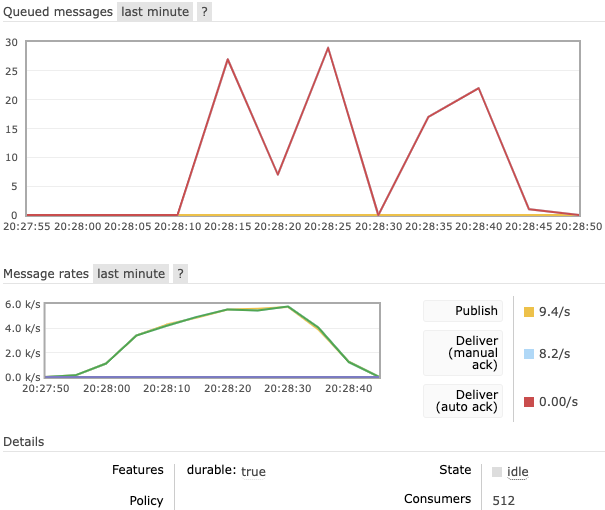 Queued messages last minute ?
30
25
20
15
10
5
0
20:27:55 20:28:00 20:28:05 20:28:10 20:28:15 20:28:20 20:28:25 20:28:30 20:28:35 20:28:40 20:28:45 20:28:50
Message rates last minute ?
6.0 k/s
4.0 k/s
2.0 k/s
0.0 k/s
20:27:50 20:28:00 20:28:10 20:28:20 20:28:30 20:28:40
Publish 9.4/s
Deliver
(manual 8.2/s
ack)
Deliver
(auto ack) 0.00/s
Details
Features durable: true State idle
Policy Consumers 512